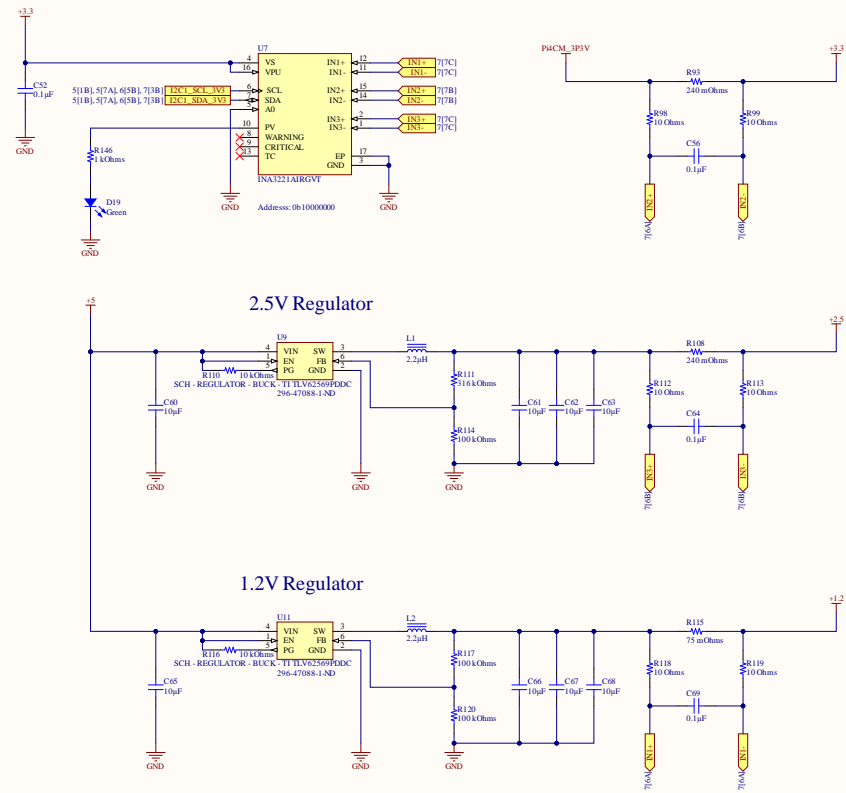 +3.3
C52
0.1µF
GND
5[1B], 5[7A], 6[5B], 7[3B]
I2C1_SCL_3V3
5[1B], 5[7A], 6[5B], 7[3B]
I2C1_SDA_3V3
U7
4 VS IN1+ 12 IN1+ 7[7C]
16 VPU IN1- 11 IN1- 7[7C]
6 SCL IN2+ 15 IN2+ 7[7B]
7 SDA IN2- 14 IN2- 7[7B]
5 A0
IN3+ 2 IN3+ 7[7C]
10 PV IN3- 1 IN3- 7[7C]
8 WARNING
9 CRITICAL
13 TC EP 17
GND 3
INA3221AIRGVT
Addresss: 0b10000000
R146
1 kOhms
D19
Green
GND
GND
GND
Pi4CM_3P3V
+3.3
R93
240 mOhms
R98
10 Ohms
R99
10 Ohms
C56
0.1µF
IN2+
7[6A]
IN2-
7[6B]
2.5V Regulator
+5
U9
4 VIN SW 3
1 EN FB 6
5 PG GND 2
R110 10 kOhms
SCH - REGULATOR - BUCK - TI TLV62569PDDC
296-47088-1-ND
C60
10µF
GND
GND
L1
2.2µH
R111
316 kOhms
R114
100 kOhms
GND
C61
10µF
C62
10µF
C63
10µF
R108
240 mOhms
+2.5
R112
10 Ohms
R113
10 Ohms
C64
0.1µF
IN3+
7[6B]
IN3-
7[6B]
1.2V Regulator
U11
4 VIN SW 3
1 EN FB 6
5 PG GND 2
R116 10 kOhms
SCH - REGULATOR - BUCK - TI TLV62569PDDC
296-47088-1-ND
C65
10µF
GND
GND
L2
2.2µH
R117
100 kOhms
R120
100 kOhms
GND
C66
10µF
C67
10µF
C68
10µF
R115
75 mOhms
+1.2
R118
10 Ohms
R119
10 Ohms
C69
0.1µF
IN1+
7[6A]
IN1-
7[6A]